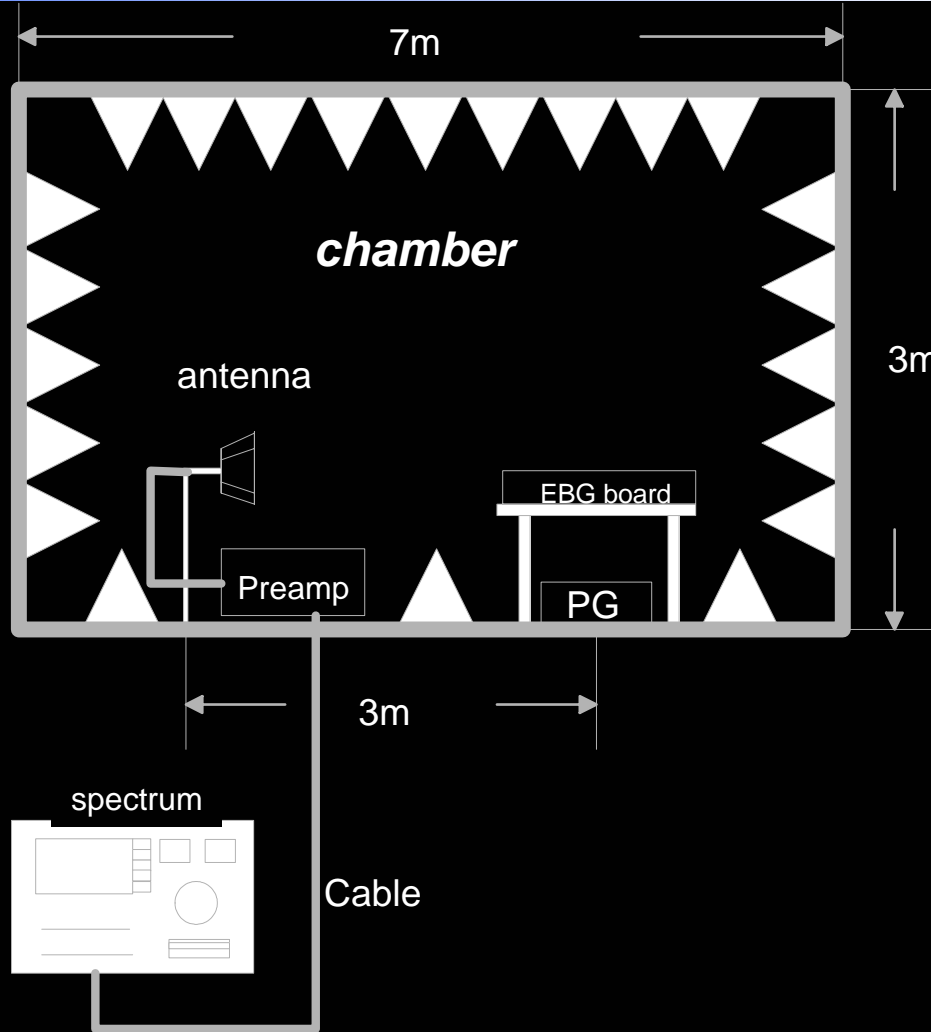 7m
chamber
3m
antenna
EBG board
Preamp
PG
3m
spectrum
Cable